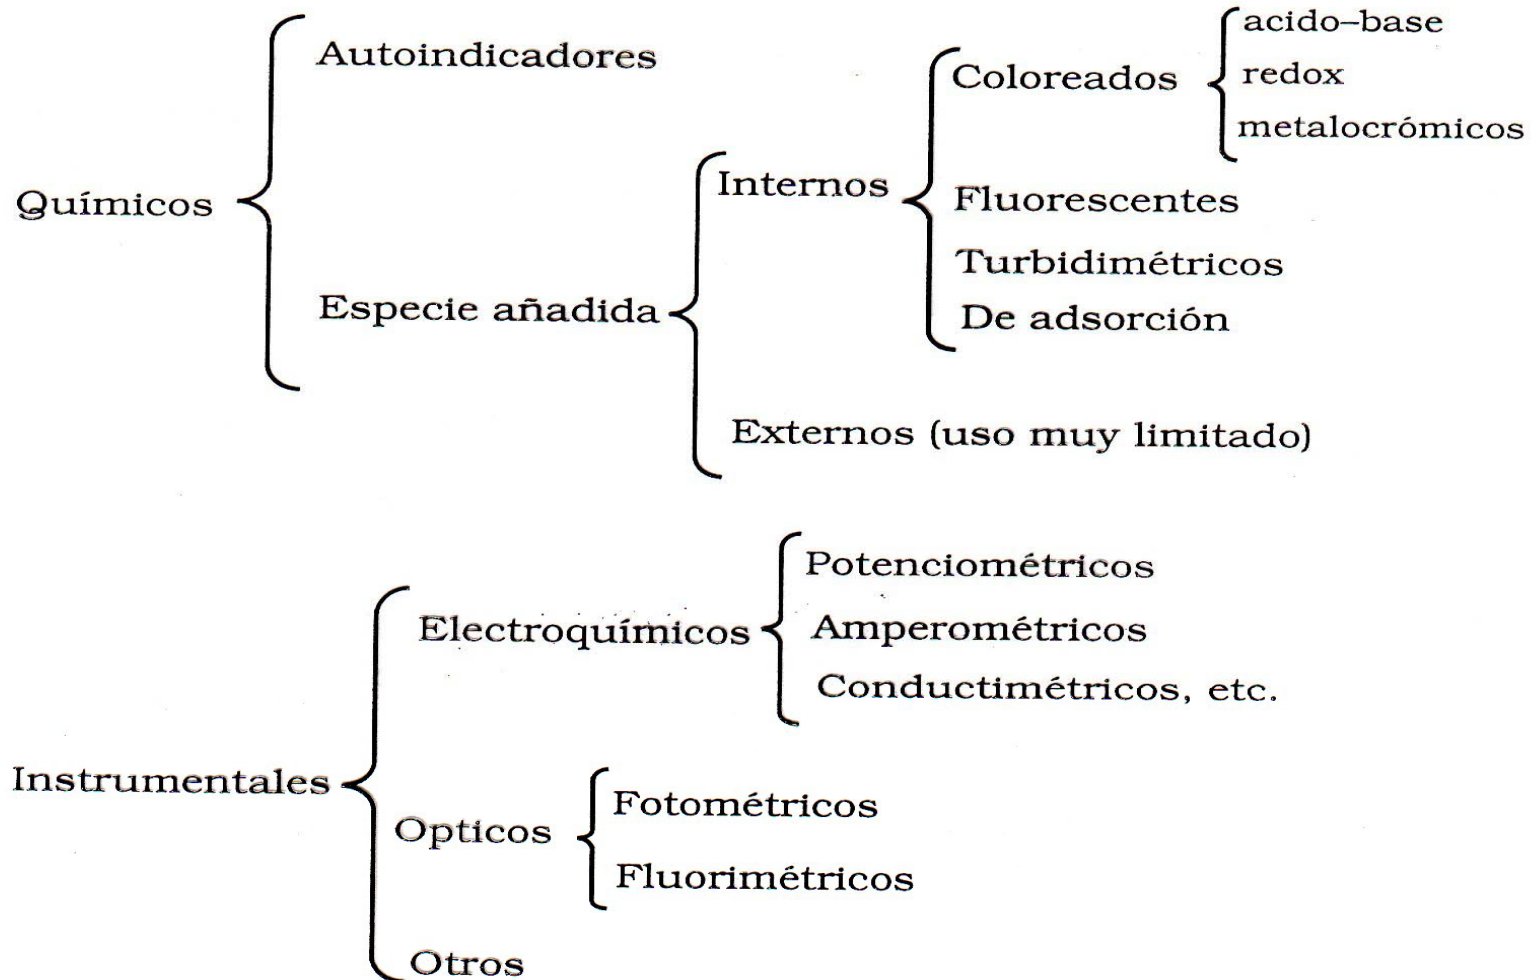 Químicos
Autoindicadores
Especie añadida
Internos
Coloreados
acido–base
redox
metalocrómicos
Fluorescentes
Turbidimétricos
De adsorción
Externos (uso muy limitado)
Instrumentales
Electroquímicos
Potenciométricos
Amperométricos
Conductimétricos, etc.
Opticos
Fotométricos
Fluorimétricos
Otros